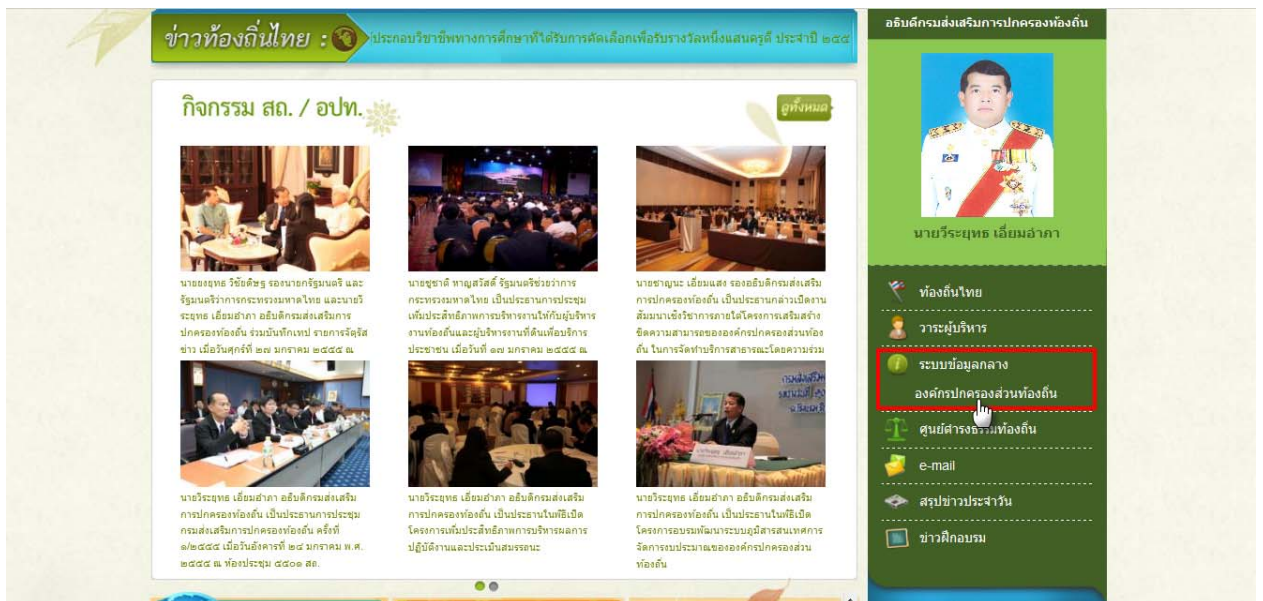 ข่าวท้องถิ่นไทย :
ประกอบวิชาชีพทางการศึกษาที่ได้รับการคัดเลือกเพื่อรับรางวัลหนึ่งแสนครูดี ประจำปี ๒๕๕
กิจกรรม สถ. / อปท.
ดูทั้งหมด
นายยงยุทธ วิชัยดิษฐ รองนายกรัฐมนตรี และ
รัฐมนตรีว่าการกระทรวงมหาดไทย และนายวี
ระยุทธ เอี่ยมอำภา อธิบดีกรมส่งเสริมการ
ปกครองท้องถิ่น ร่วมบันทึกเทป รายการจัตุรัส
ข่าว เมื่อวันศุกร์ที่ ๒๗ มกราคม ๒๕๕๕ ณ
นายชูชาติ หาญสวัสดิ์ รัฐมนตรีช่วยว่าการ
กระทรวงมหาดไทย เป็นประธานการประชุม
เพิ่มประสิทธิภาพการบริหารงานให้กับผู้บริหาร
งานท้องถิ่นและผู้บริหารงานที่ดินเพื่อบริการ
ประชาชน เมื่อวันที่ ๑๗ มกราคม ๒๕๕๕ ณ
นายชาญนะ เอี่ยมแสง รองอธิบดีกรมส่งเสริม
การปกครองท้องถิ่น เป็นประธานกล่าวเปิดงาน
สัมมนาเชิงวิชาการภายใต้โครงการเสริมสร้าง
ขีดความสามารถขององค์กรปกครองส่วนท้อง
ถิ่น ในการจัดทำบริการสาธารณะโดยความร่วม
นายวีระยุทธ เอี่ยมอำภา อธิบดีกรมส่งเสริม
การปกครองท้องถิ่น เป็นประธานการประชุม
กรมส่งเสริมการปกครองท้องถิ่น ครั้งที่
๑/๒๕๕๕ เมื่อวันอังคารที่ ๒๔ มกราคม พ.ศ.
๒๕๕๕ ณ ห้องประชุม ๕๕๐๑ สถ.
นายวีระยุทธ เอี่ยมอำภา อธิบดีกรมส่งเสริม
การปกครองท้องถิ่น เป็นประธานในพิธีเปิด
โครงการเพิ่มประสิทธิภาพการบริหารผลการ
ปฏิบัติงานและประเมินสมรรถนะ
นายวีระยุทธ เอี่ยมอำภา อธิบดีกรมส่งเสริม
การปกครองท้องถิ่น เป็นประธานในพิธีเปิด
โครงการอบรมพัฒนาระบบภูมิสารสนเทศการ
จัดการงบประมาณขององค์กรปกครองส่วน
ท้องถิ่น
อธิบดีกรมส่งเสริมการปกครองท้องถิ่น
นายวีระยุทธ เอี่ยมอำภา
ท้องถิ่นไทย
วาระผู้บริหาร
ระบบข้อมูลกลาง
องค์กรปกครองส่วนท้องถิ่น
ศูนย์ดำรงธรรมท้องถิ่น
e-mail
สรุปข่าวประจำวัน
ข่าวฝึกอบรม